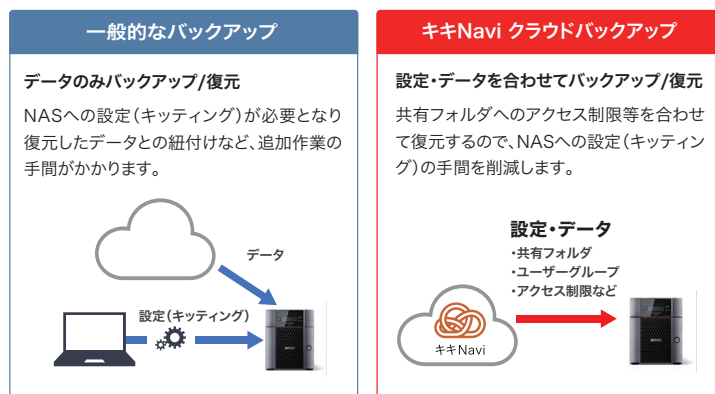 一般的なバックアップ
データのみバックアップ/復元
NASへの設定(キッティング)が必要となり
復元したデータとの紐付けなど、追加作業の
手間がかかります。
データ
設定(キッティング)
キキNavi クラウドバックアップ
設定・データを合わせてバックアップ/復元
共有フォルダへのアクセス制限等を合わせ
て復元するので、NASへの設定(キッティン
グ)の手間を削減します。
設定・データ
・共有フォルダ
・ユーザーグループ
・アクセス制限など
キキNavi